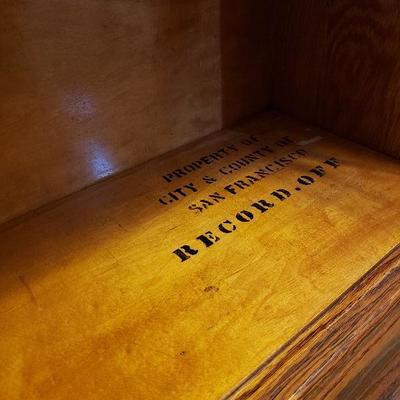 PROPERTY OF
CITY & COUNTY OF
SAN FRANCISCO
RECORD.OFF